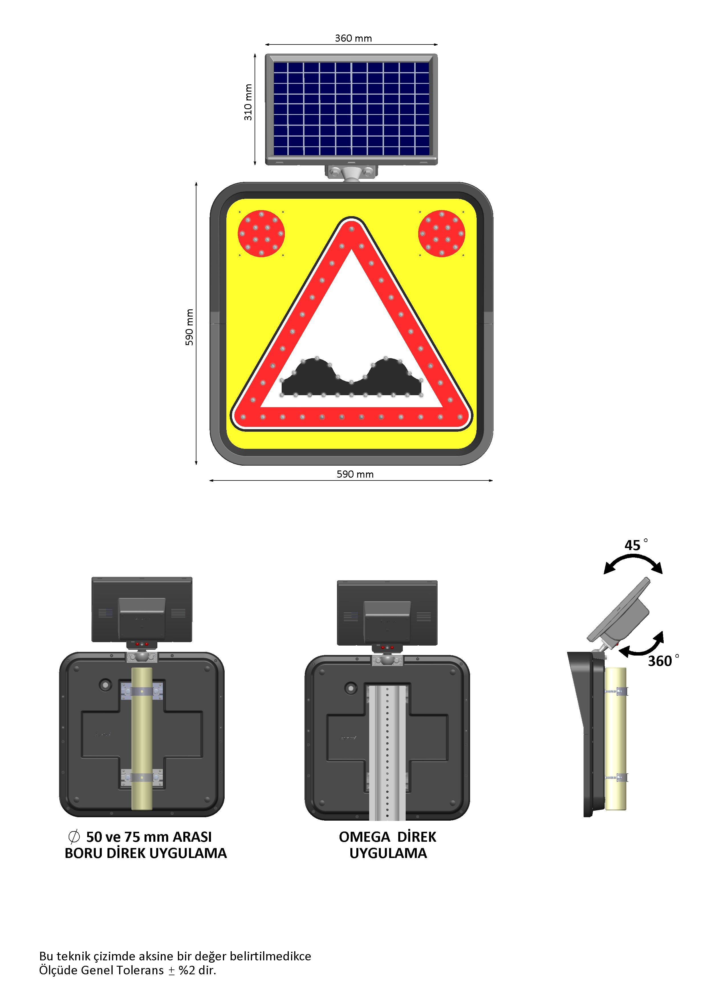 360 mm
310 mm
590 mm
590 mm
45°
360°
∅ 50 ve 75 mm ARASI
BORU DİREK UYGULAMA
OMEGA DİREK
UYGULAMA
Bu teknik çizimde aksine bir değer belirtilmedikce
Ölçüde Genel Tolerans ± %2 dir.